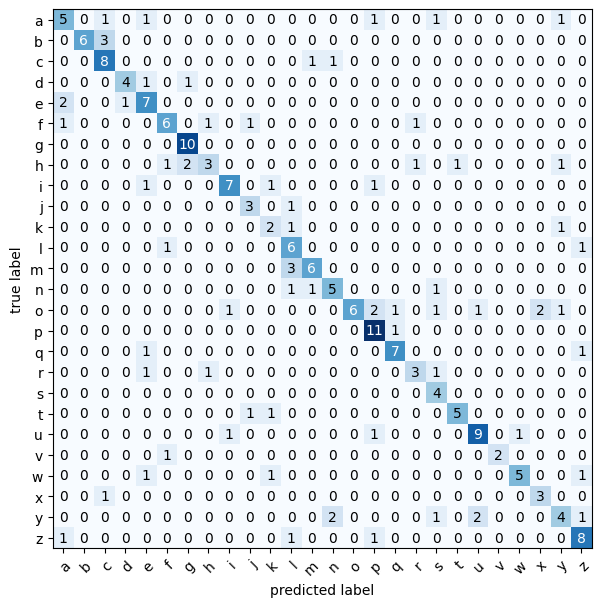 a 5 0 1 0 1 0 0 0 0 0 0 0 0 0 0 1 0 0 1 0 0 0 0 0 1 0
b 0 6 3 0 0 0 0 0 0 0 0 0 0 0 0 0 0 0 0 0 0 0 0 0 0 0
c 0 0 8 0 0 0 0 0 0 0 0 0 1 1 0 0 0 0 0 0 0 0 0 0 0 0
d 0 0 0 4 1 0 1 0 0 0 0 0 0 0 0 0 0 0 0 0 0 0 0 0 0 0
e 2 0 0 1 7 0 0 0 0 0 0 0 0 0 0 0 0 0 0 0 0 0 0 0 0 0
f 1 0 0 0 0 6 0 1 0 1 0 0 0 0 0 0 0 1 0 0 0 0 0 0 0 0
g 0 0 0 0 0 0 10 0 0 0 0 0 0 0 0 0 0 0 0 0 0 0 0 0 0 0
h 0 0 0 0 0 1 2 3 0 0 0 0 0 0 0 0 0 1 0 1 0 0 0 0 1 0
i 0 0 0 0 1 0 0 0 7 0 1 0 0 0 0 1 0 0 0 0 0 0 0 0 0 0
j 0 0 0 0 0 0 0 0 0 3 0 1 0 0 0 0 0 0 0 0 0 0 0 0 0 0
k 0 0 0 0 0 0 0 0 0 0 2 1 0 0 0 0 0 0 0 0 0 0 0 0 1 0
l 0 0 0 0 0 1 0 0 0 0 0 6 0 0 0 0 0 0 0 0 0 0 0 0 0 1
m 0 0 0 0 0 0 0 0 0 0 0 3 6 0 0 0 0 0 0 0 0 0 0 0 0 0
n 0 0 0 0 0 0 0 0 0 0 0 1 1 5 0 0 0 0 1 0 0 0 0 0 0 0
o 0 0 0 0 0 0 0 0 1 0 0 0 0 0 6 2 1 0 1 0 1 0 0 2 1 0
p 0 0 0 0 0 0 0 0 0 0 0 0 0 0 0 11 1 0 0 0 0 0 0 0 0 0
q 0 0 0 0 1 0 0 0 0 0 0 0 0 0 0 0 7 0 0 0 0 0 0 0 0 1
r 0 0 0 0 1 0 0 1 0 0 0 0 0 0 0 0 0 3 1 0 0 0 0 0 0 0
s 0 0 0 0 0 0 0 0 0 0 0 0 0 0 0 0 0 0 4 0 0 0 0 0 0 0
t 0 0 0 0 0 0 0 0 0 1 1 0 0 0 0 0 0 0 0 5 0 0 0 0 0 0
u 0 0 0 0 0 0 0 0 1 0 0 0 0 0 0 1 0 0 0 0 9 0 1 0 0 0
v 0 0 0 0 0 1 0 0 0 0 0 0 0 0 0 0 0 0 0 0 0 2 0 0 0 0
w 0 0 0 0 1 0 0 0 0 0 1 0 0 0 0 0 0 0 0 0 0 0 5 0 0 1
x 0 0 1 0 0 0 0 0 0 0 0 0 0 0 0 0 0 0 0 0 0 0 0 3 0 0
y 0 0 0 0 0 0 0 0 0 0 0 0 0 2 0 0 0 0 1 0 2 0 0 0 4 1
z 1 0 0 0 0 0 0 0 0 0 0 1 0 0 0 1 0 0 0 0 0 0 0 0 0 8
true label
a b c d e f g h i j k l m n o p q r s t u v w x y z
predicted label